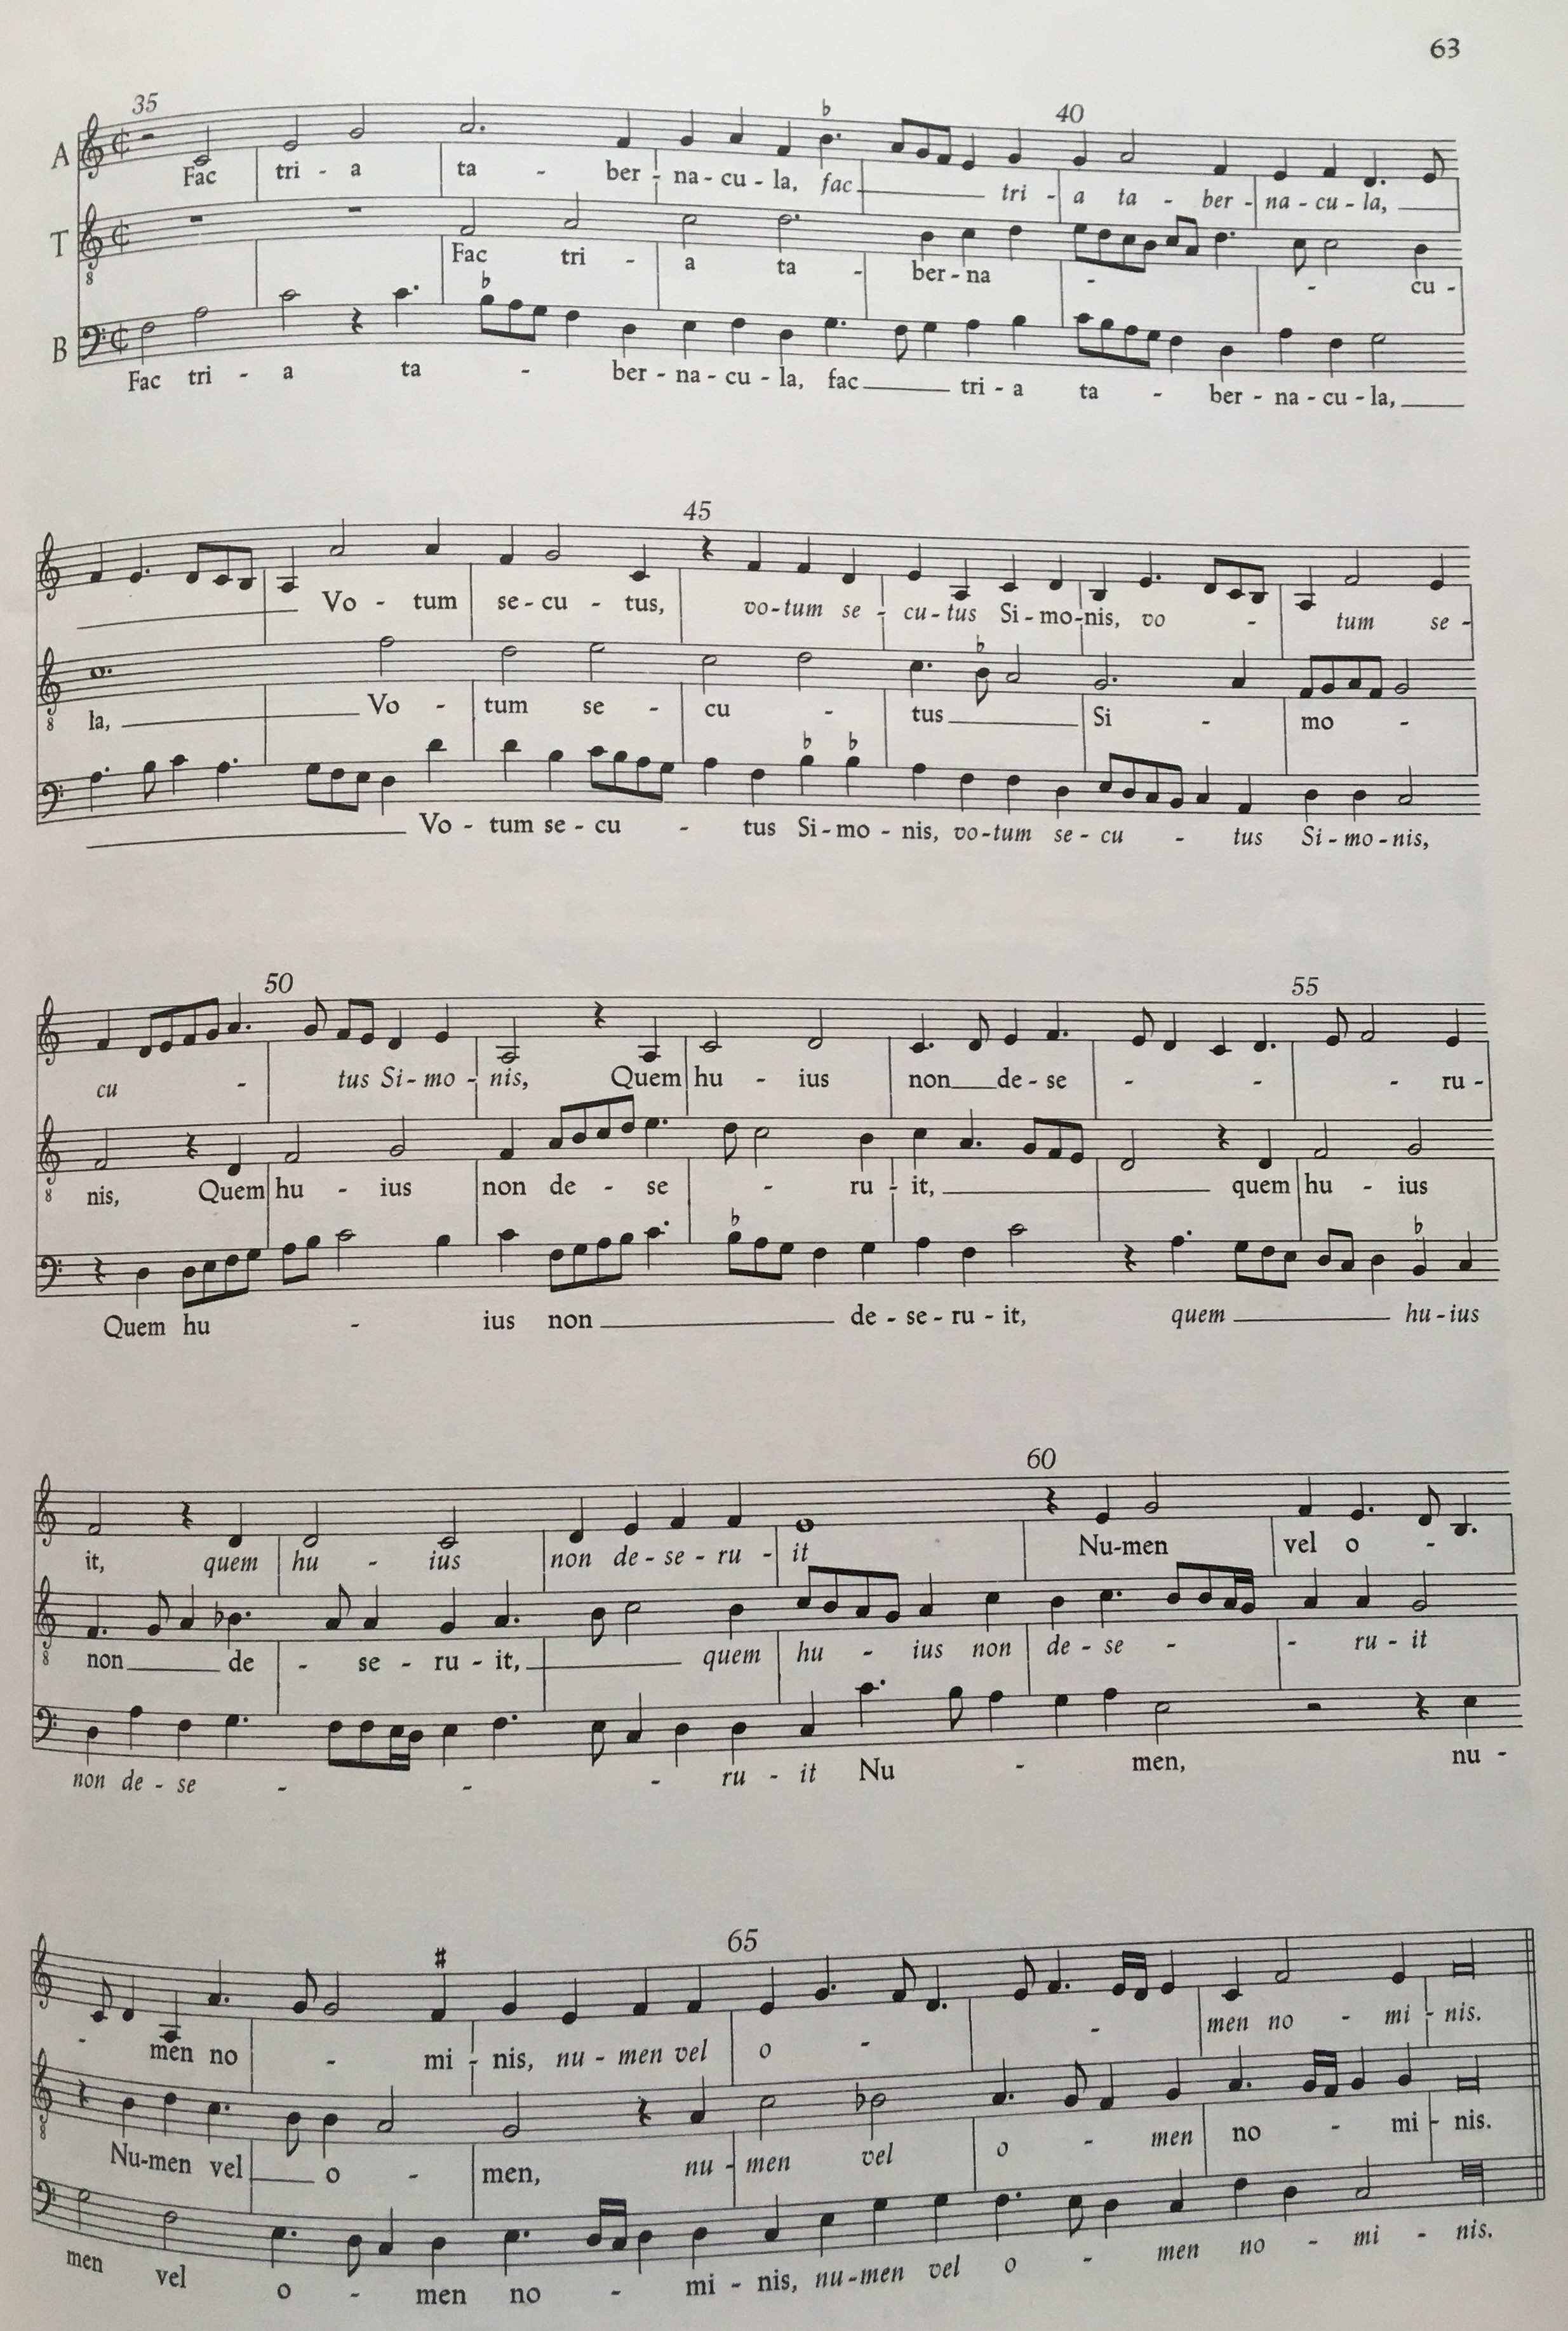 63
35 40
A
Fac tri - a ta - ber - na - cu - la, fac tri - a ta - ber - na - cu - la,
T
8
Fac tri - a ta - ber - na - - cu -
B
Fac tri - a ta - ber - na - cu - la, fac tri - a ta - ber - na - cu - la,
45
Vo - tum se - cu - tus, vo - tum se - cu - tus Si - mo - nis, vo - tum se -
8
la, Vo - tum se - cu - tus Si - mo -
Vo - tum se - cu - tus Si - mo - nis, vo - tum se - cu - tus Si - mo - nis,
50 55
cu - tus Si - mo - nis, Quem hu - ius non de - se - - - ru -
8
nis, Quem hu - ius non de - se - ru - it, quem hu - ius
Quem hu - ius non de - se - ru - it, quem hu - ius
60
it, quem hu - ius non de - se - ru - it Nu - men vel o -
8
non de - se - ru - it, quem hu - ius non de - se - - ru - it
non de - se - - - ru - it Nu - men, nu -
65
- men no - mi - nis, nu - men vel o - - men no - mi - nis.
8
Nu - men vel o - men, nu - men vel o - men no - mi - nis.
men vel o - men no - mi - nis, nu - men vel o - men no - mi - nis.